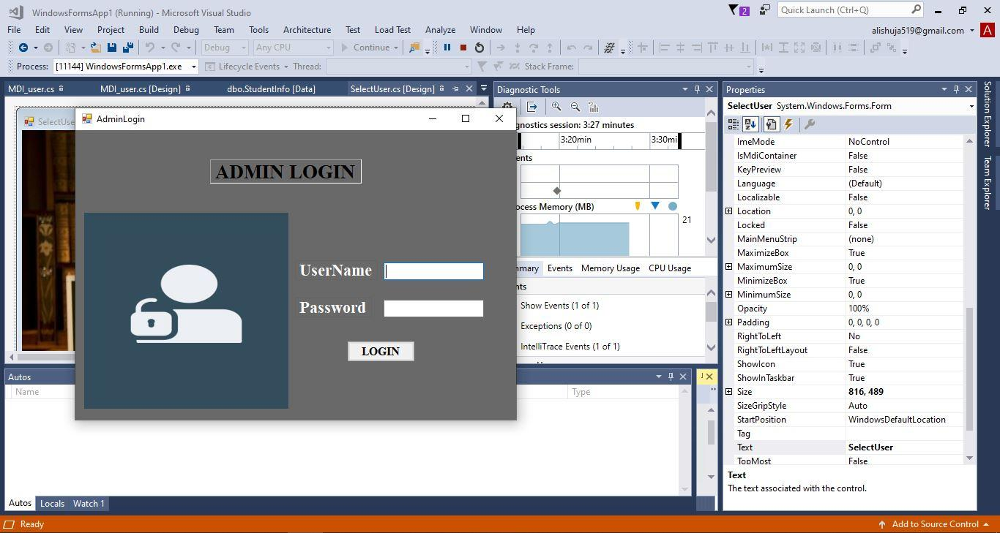 WindowsFormsApp1 (Running) - Microsoft Visual Studio
2
Quick Launch (Ctrl+Q)
File Edit View Project Build Debug Team Tools Architecture Test Load Test Analyze Window Help
alishuja519@gmail.com
A
Debug Any CPU Continue
Process: [11144] WindowsFormsApp1.exe Lifecycle Events Thread: Stack Frame:
MDI_user.cs MDI_user.cs [Design] dbo.StudentInfo [Data] SelectUser.cs [Design]
SelectUse
AdminLogin
ADMIN LOGIN
UserName
Password
LOGIN
Diagnostic Tools
gnostics session: 3:27 minutes
3:20min 3:30mi
ents
ocess Memory (MB)
21
mary Events Memory Usage CPU Usage
nts
Show Events (1 of 1)
Exceptions (0 of 0)
IntelliTrace Events (1 of 1)
Autos
Name Type
Autos Locals Watch 1
Properties
SelectUser System.Windows.Forms.Form
ImeMode NoControl
IsMdiContainer False
KeyPreview False
Language (Default)
Localizable False
Location 0, 0
Locked False
MainMenuStrip (none)
MaximizeBox True
MaximumSize 0, 0
MinimizeBox True
MinimumSize 0, 0
Opacity 100%
Padding 0, 0, 0, 0
RightToLeft No
RightToLeftLayout False
ShowIcon True
ShowInTaskbar True
Size 816, 489
SizeGripStyle Auto
StartPosition WindowsDefaultLocation
Tag
Text SelectUser
TopMost False
Text
The text associated with the control.
Solution Explorer
Team Explorer
Ready
Add to Source Control